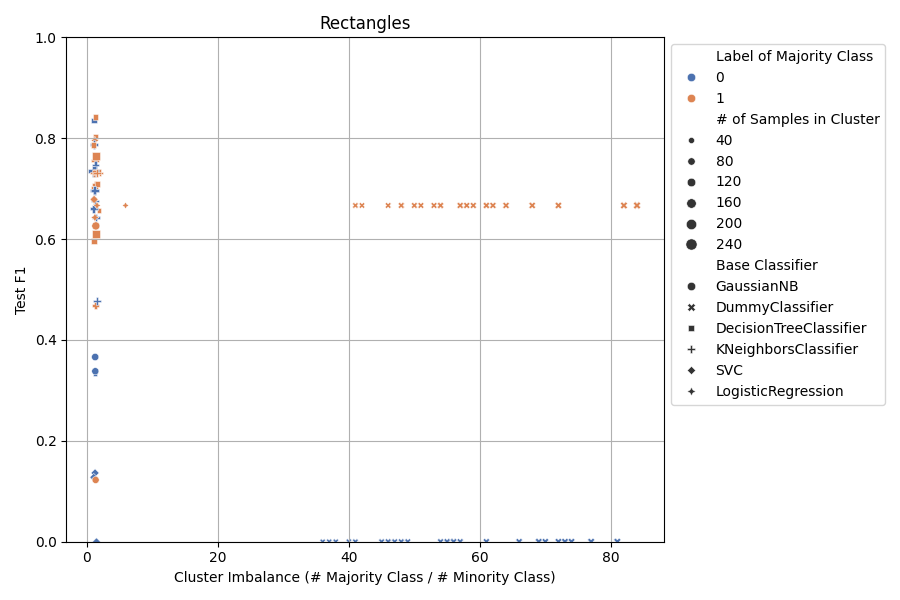 Rectangles
1.0
0.8
0.6
0.4
0.2
0.0
Test F1
0
20
40
60
80
Cluster Imbalance (# Majority Class / # Minority Class)
Label of Majority Class
0
1
# of Samples in Cluster
40
80
120
160
200
240
Base Classifier
GaussianNB
DummyClassifier
DecisionTreeClassifier
KNeighborsClassifier
SVC
LogisticRegression